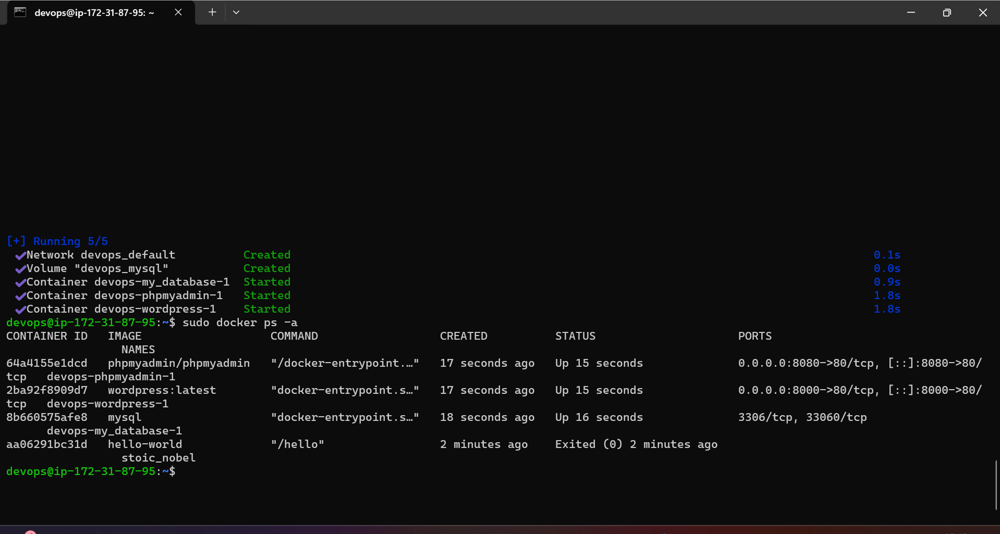 devops@ip-172-31-87-95: ~
[+] Running 5/5
✔Network devops_default Created 0.1s
✔Volume "devops_mysql" Created 0.0s
✔Container devops-my_database-1 Started 0.9s
✔Container devops-phpmyadmin-1 Started 1.8s
✔Container devops-wordpress-1 Started 1.8s
devops@ip-172-31-87-95:~$ sudo docker ps -a
CONTAINER ID IMAGE COMMAND CREATED STATUS PORTS
NAMES
64a4155e1dcd phpmyadmin/phpmyadmin "/docker-entrypoint.…" 17 seconds ago Up 15 seconds 0.0.0.0:8080->80/tcp, [::]:8080->80/
tcp devops-phpmyadmin-1
2ba92f8909d7 wordpress:latest "docker-entrypoint.s…" 17 seconds ago Up 15 seconds 0.0.0.0:8000->80/tcp, [::]:8000->80/
tcp devops-wordpress-1
8b660575afe8 mysql "docker-entrypoint.s…" 18 seconds ago Up 16 seconds 3306/tcp, 33060/tcp
devops-my_database-1
aa06291bc31d hello-world "/hello" 2 minutes ago Exited (0) 2 minutes ago
stoic_nobel
devops@ip-172-31-87-95:~$